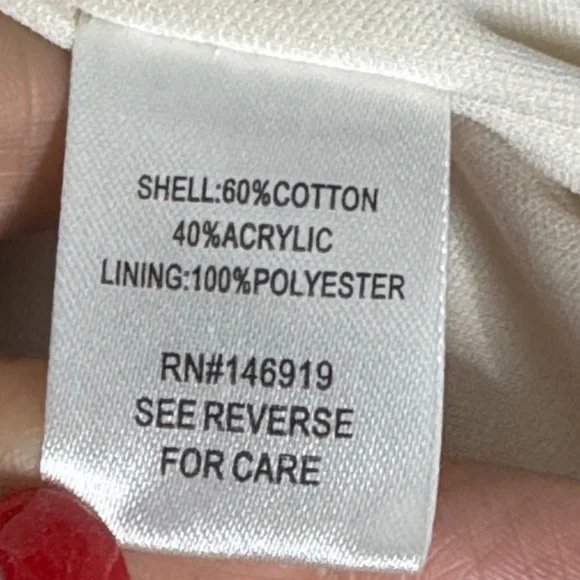 SHELL:60%COTTON
40%ACRYLIC
LINING:100%POLYESTER
RN#146919
SEE REVERSE
FOR CARE